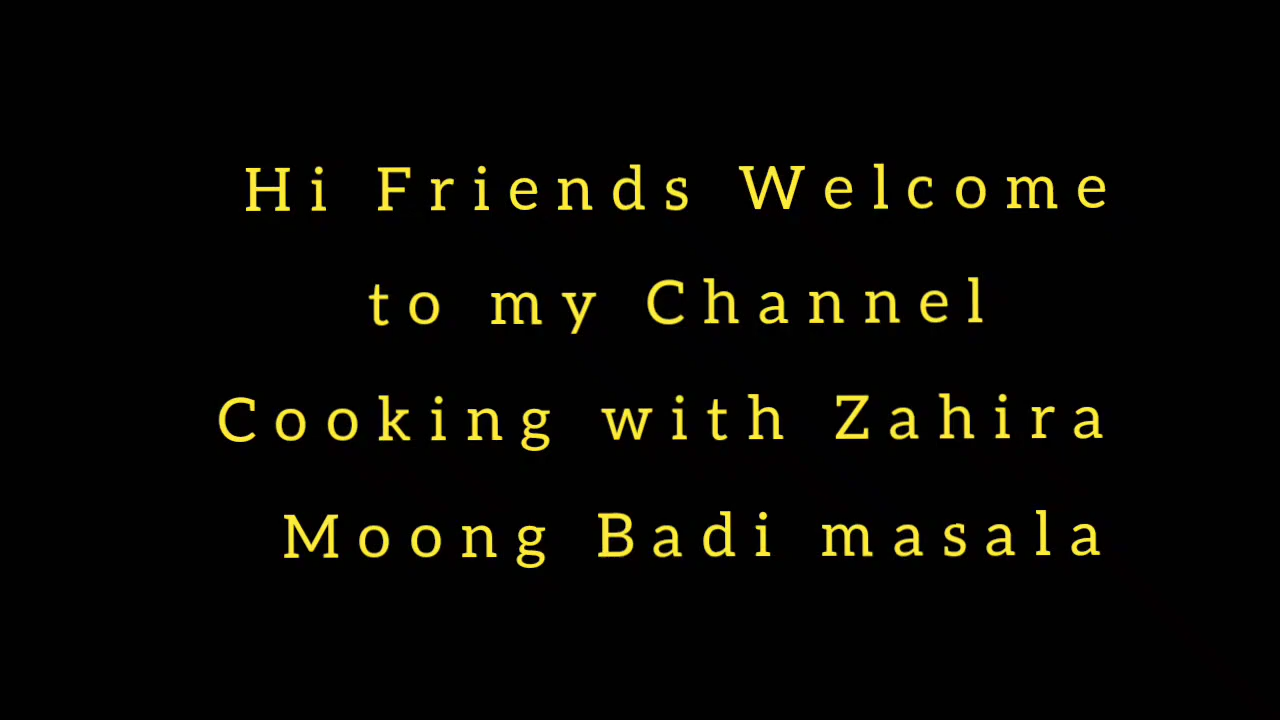 Hi Friends Welcome
to my Channel
Cooking with Zahira
Moong Badi masala